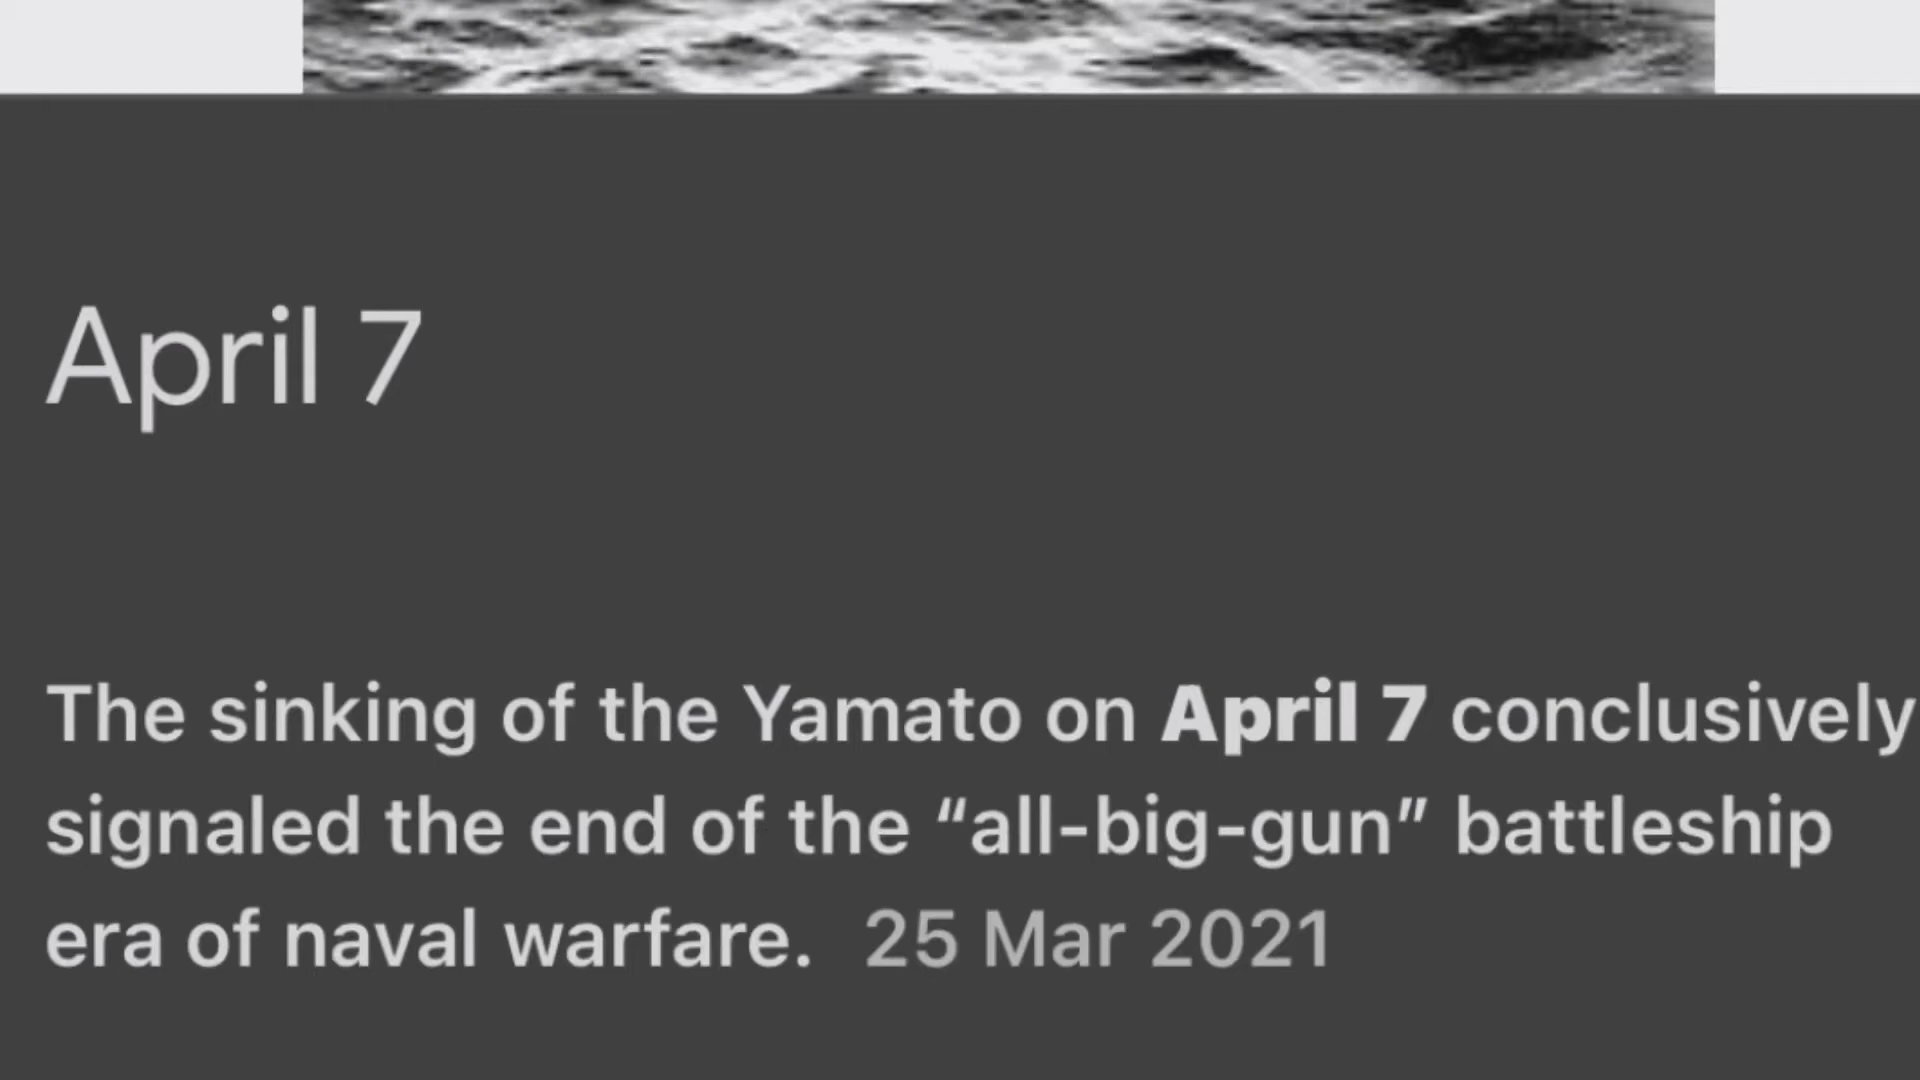 April 7
The sinking of the Yamato on April 7 conclusively
signaled the end of the “all-big-gun” battleship
era of naval warfare. 25 Mar 2021